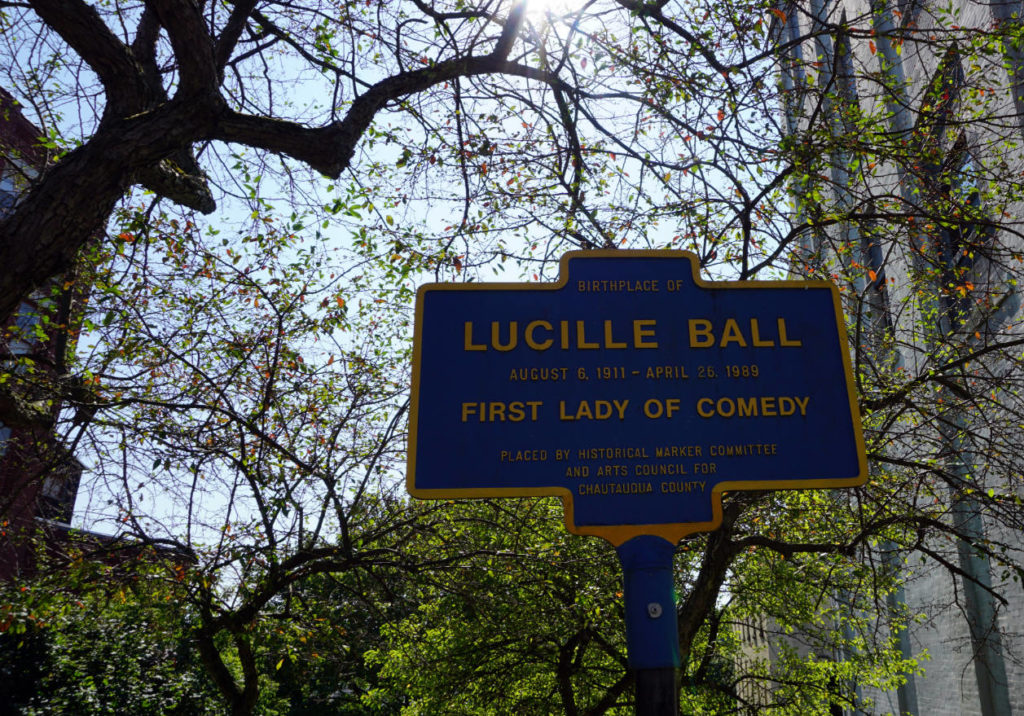 BIRTHPLACE OF
LUCILLE BALL
AUGUST 6, 1911 – APRIL 26, 1989
FIRST LADY OF COMEDY
PLACED BY HISTORICAL MARKER COMMITTEE
AND ARTS COUNCIL FOR
CHAUTAUQUA COUNTY